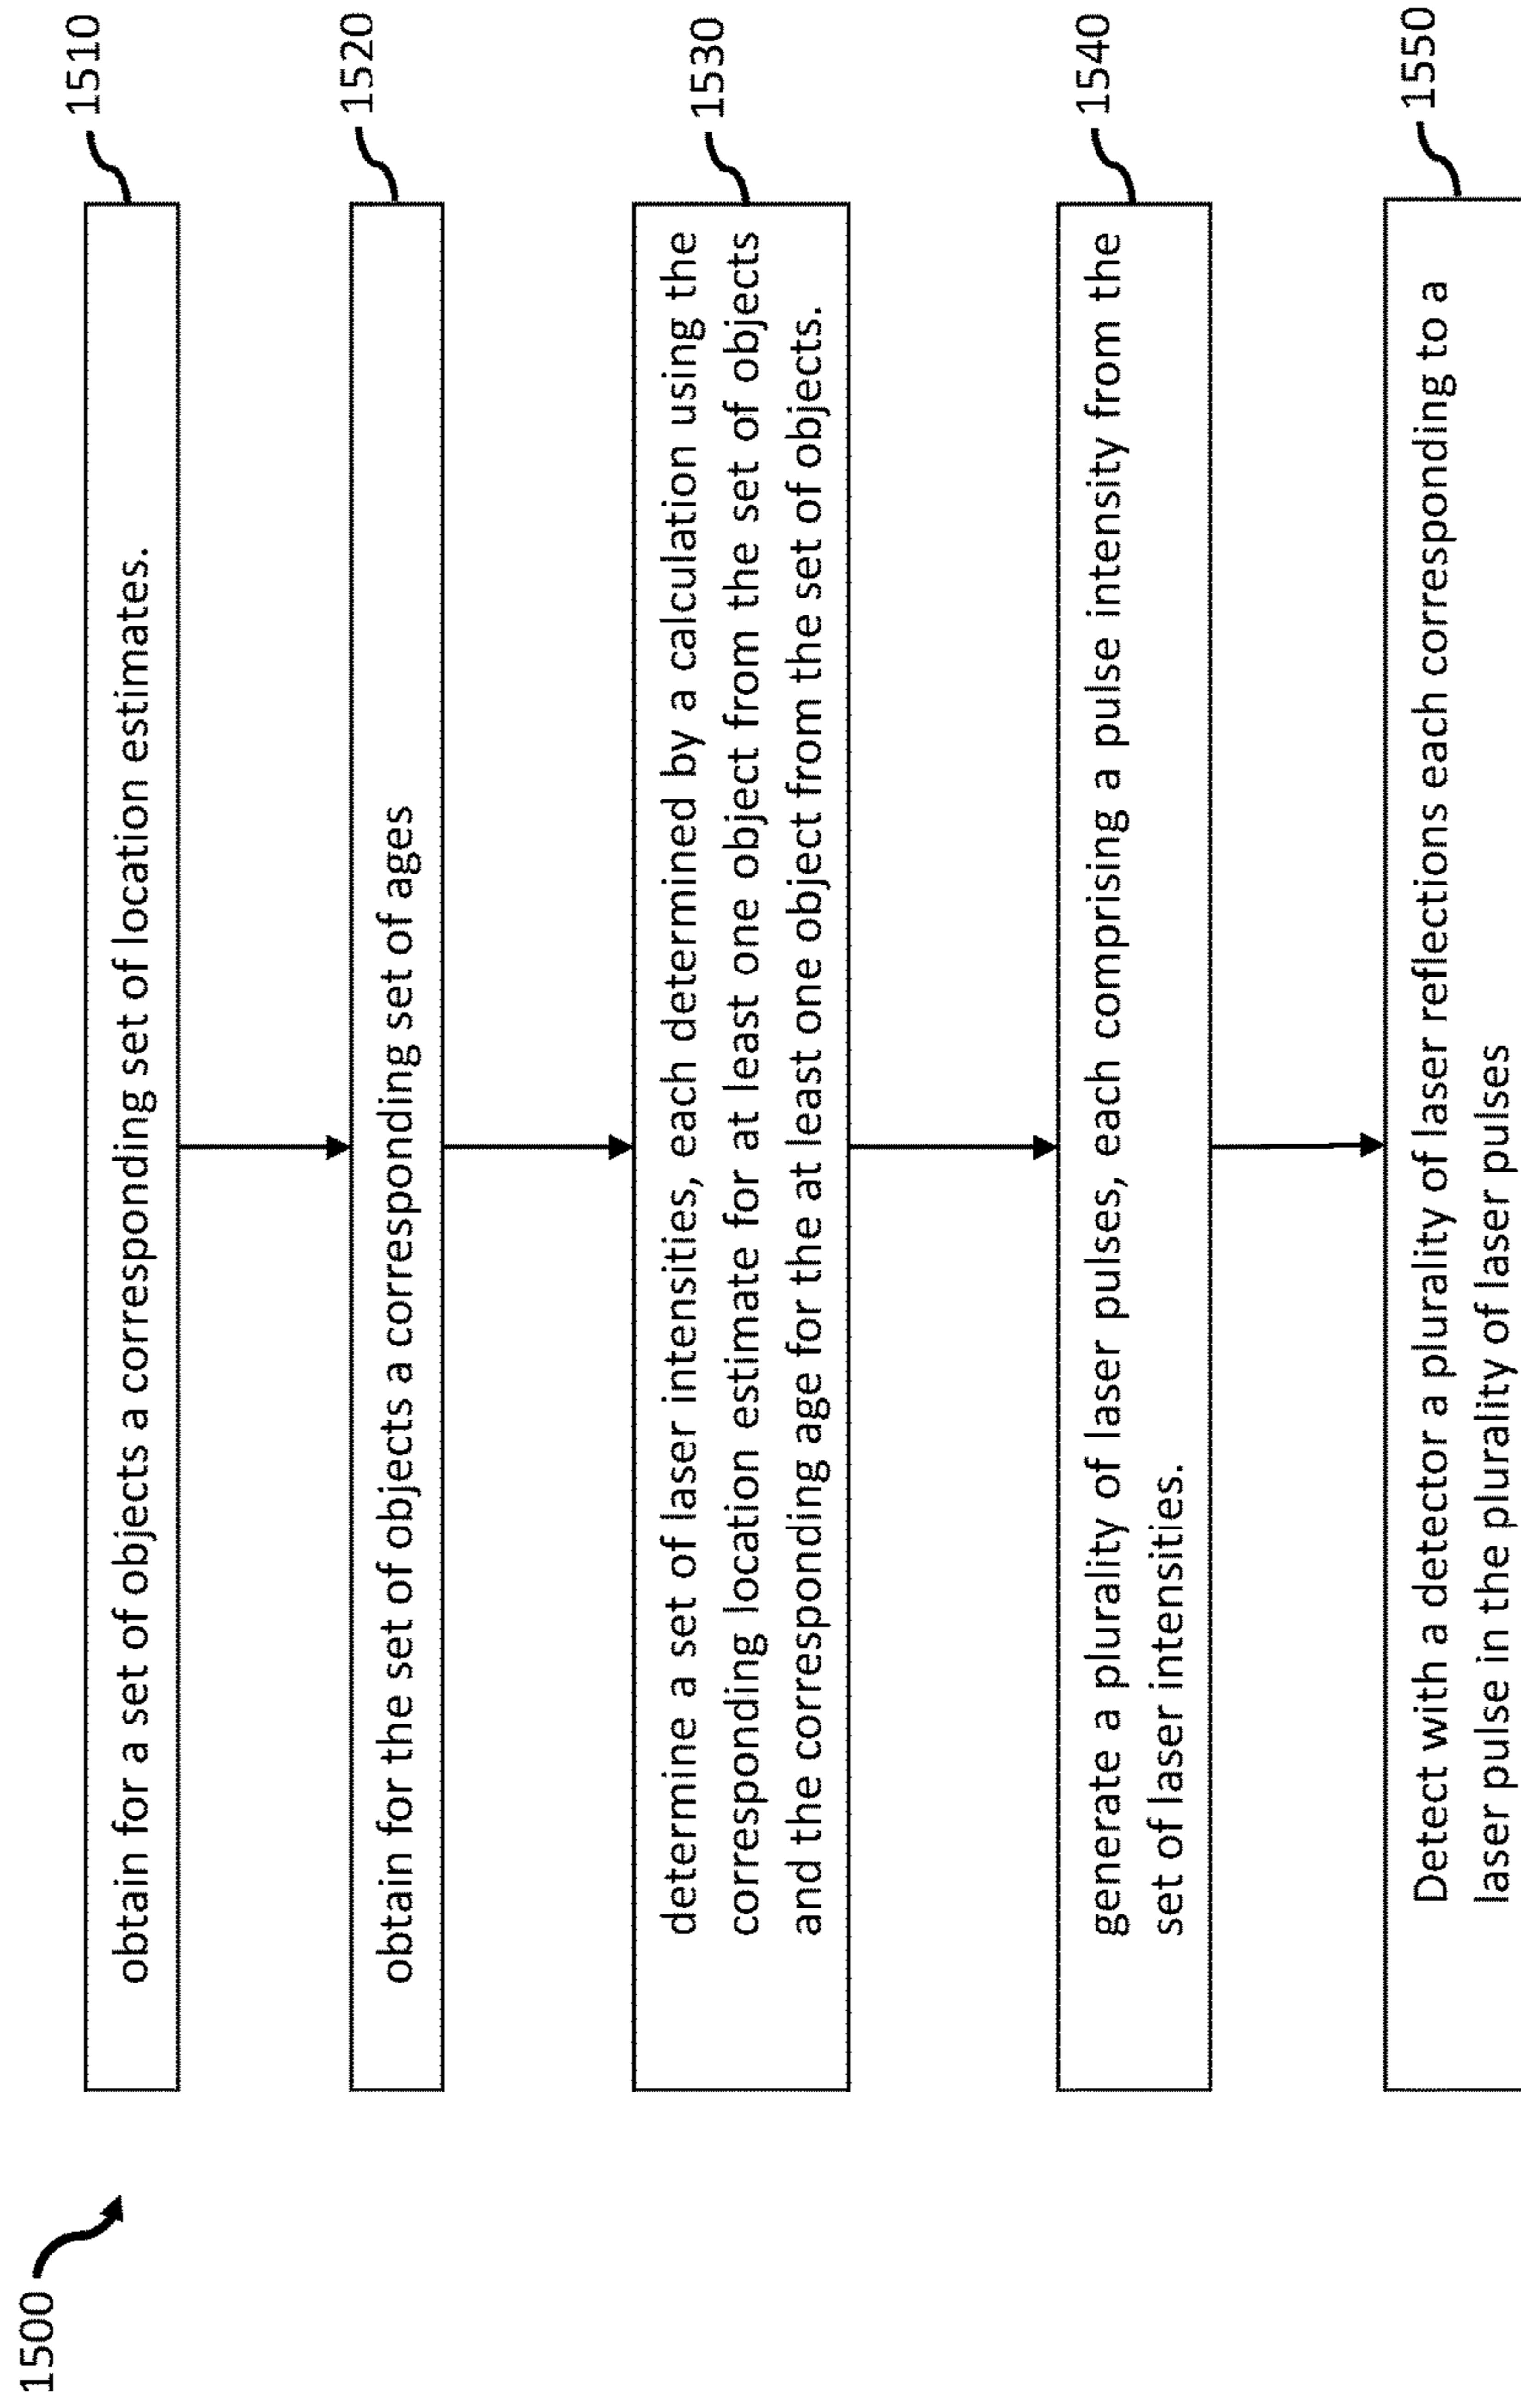 1500
1510
obtain for a set of objects a corresponding set of location estimates.
1520
obtain for the set of objects a corresponding set of ages
1530
determine a set of laser intensities, each determined by a calculation using the
corresponding location estimate for at least one object from the set of objects
and the corresponding age for the at least one object from the set of objects.
1540
generate a plurality of laser pulses, each comprising a pulse intensity from the
set of laser intensities.
1550
Detect with a detector a plurality of laser reflections each corresponding to a
laser pulse in the plurality of laser pulses